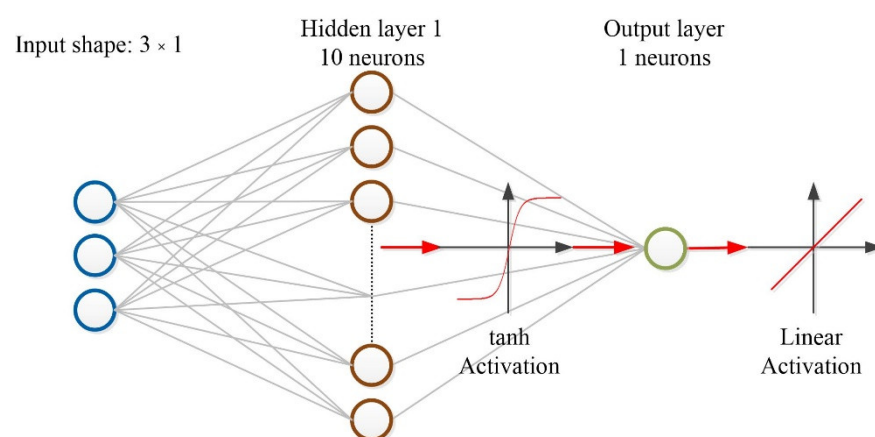 Input shape: 3 × 1
Hidden layer 1
10 neurons
Output layer
1 neurons
tanh
Activation
Linear
Activation